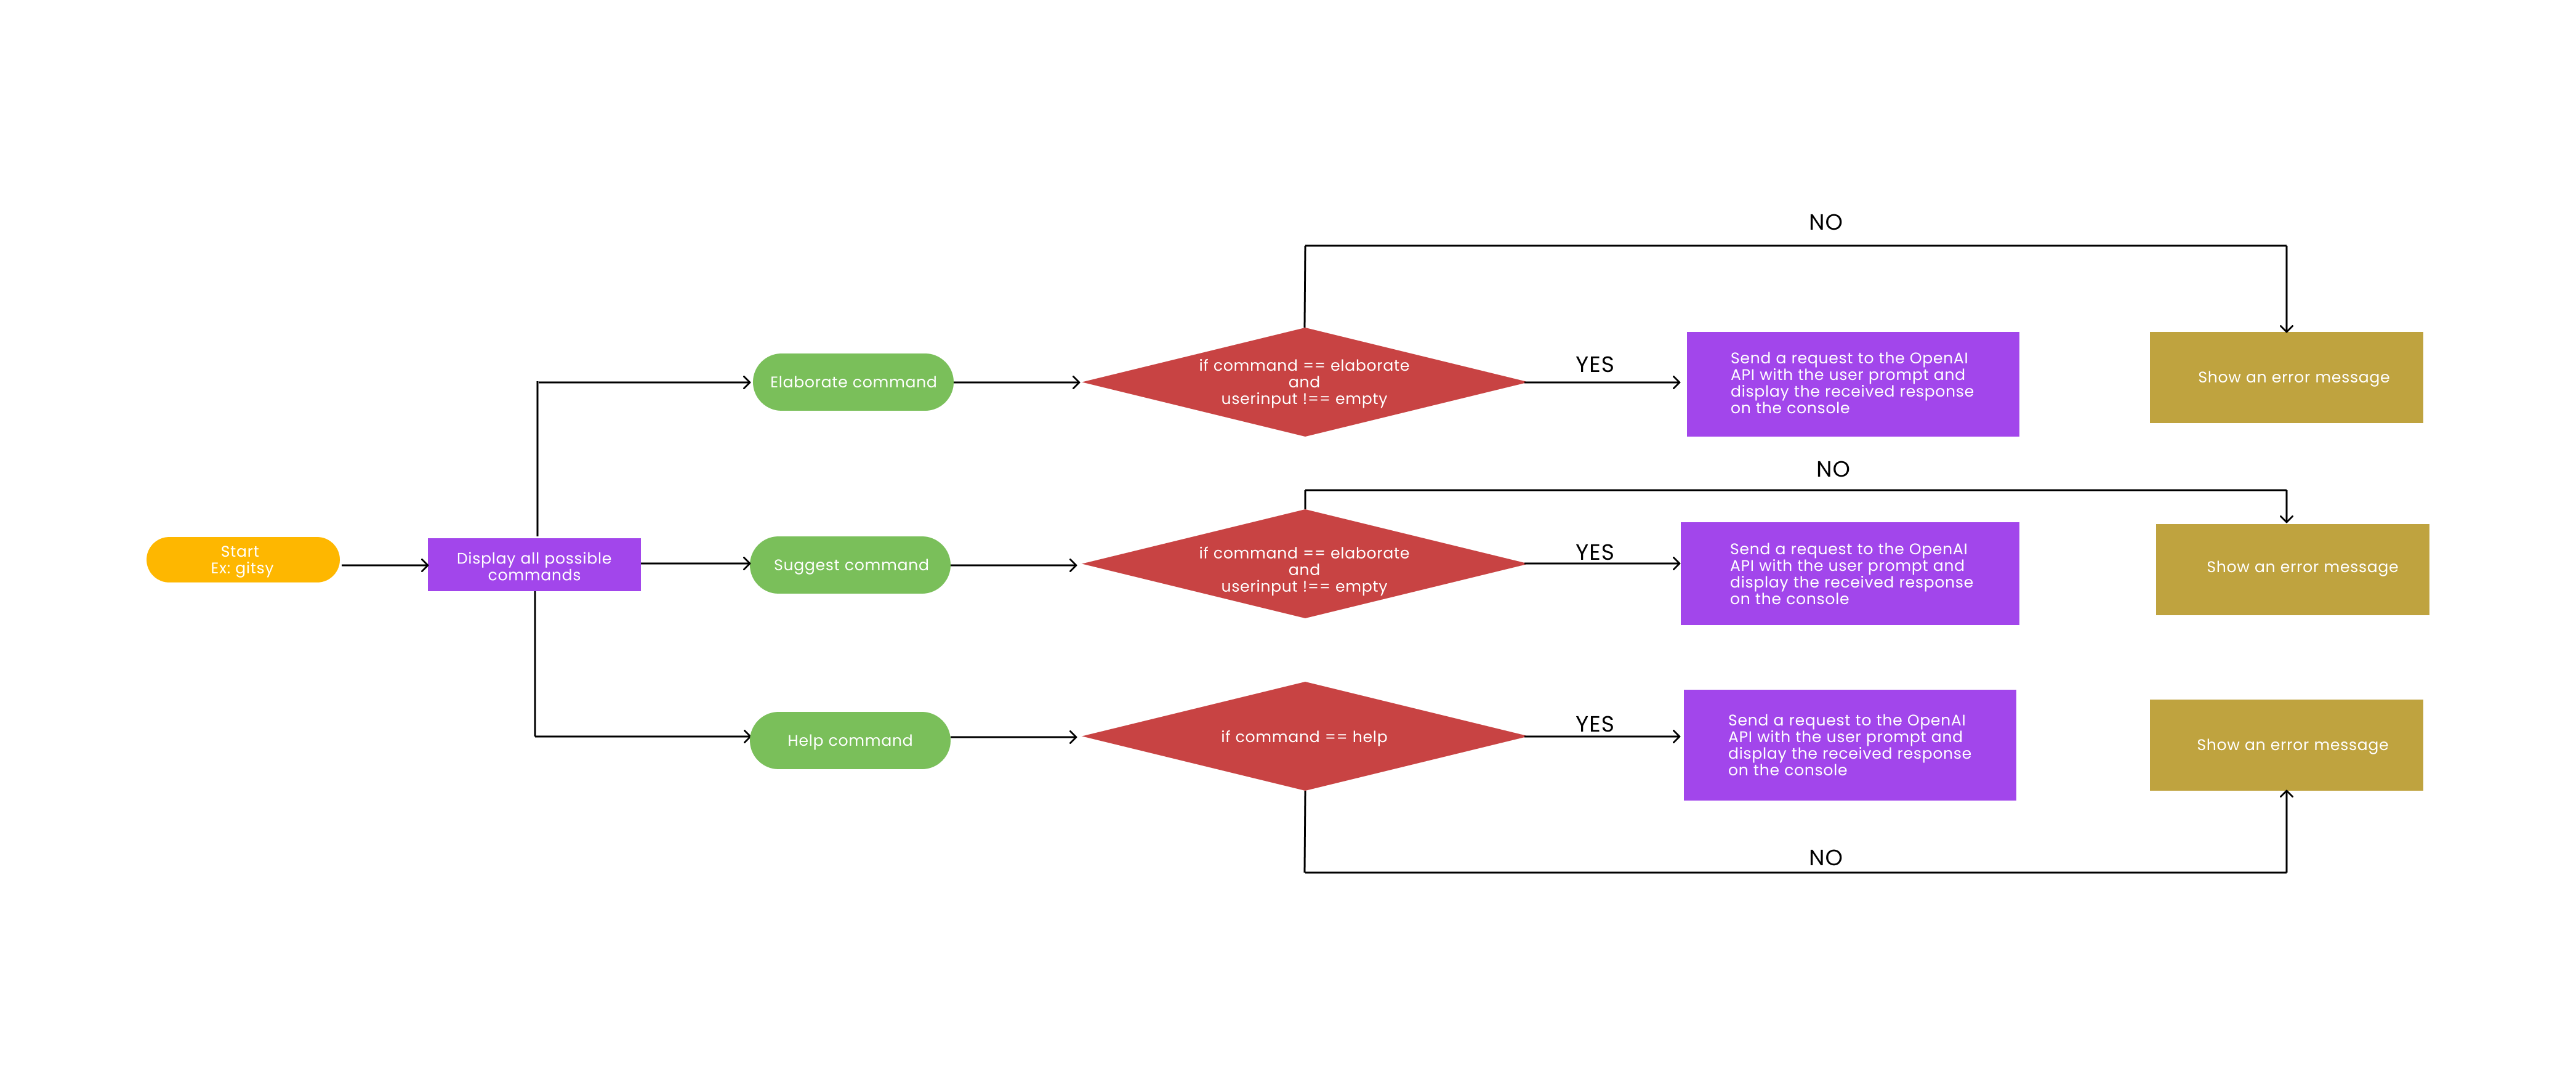 NO
if command == elaborate
and
userinput !== empty
YES
Send a request to the OpenAI
API with the user prompt and
display the received response
on the console
Show an error message
Elaborate command
NO
Start
Ex: gitsy
Display all possible
commands
Suggest command
if command == elaborate
and
userinput !== empty
YES
Send a request to the OpenAI
API with the user prompt and
display the received response
on the console
Show an error message
Help command
if command == help
YES
Send a request to the OpenAI
API with the user prompt and
display the received response
on the console
Show an error message
NO